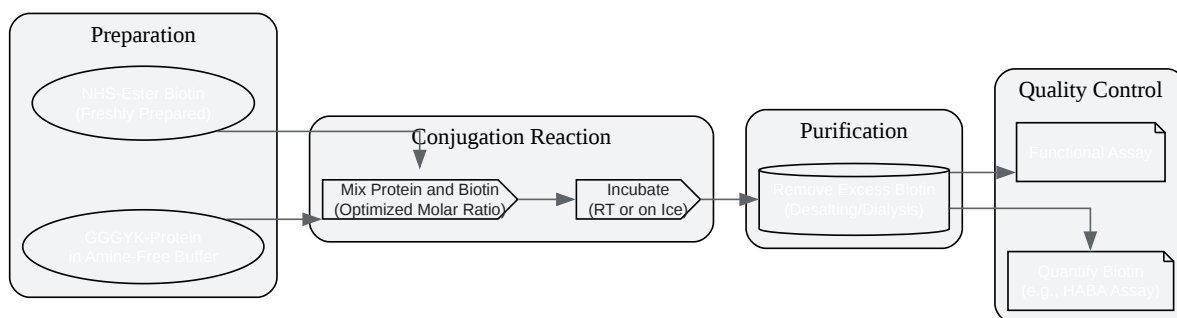 Preparation
NHS-Ester Biotin
(Freshly Prepared)
GGGYK-Protein
in Amine-Free Buffer
Conjugation Reaction
Mix Protein and Biotin
(Optimized Molar Ratio)
Incubate
(RT or on Ice)
Purification
Remove Excess Biotin
(Desalting/Dialysis)
Quality Control
Functional Assay
Quantify Biotin
(e.g., HABA Assay)